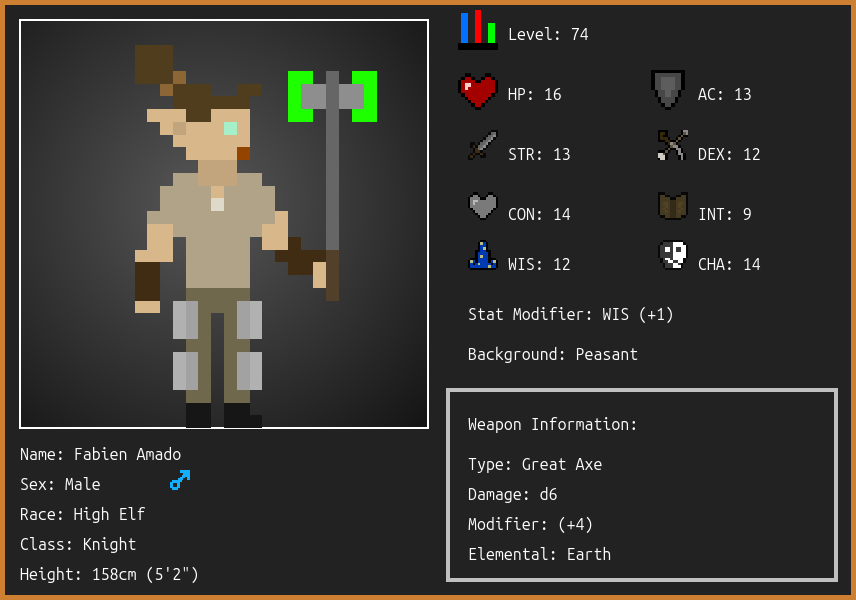 Level: 74
HP: 16
AC: 13
STR: 13
DEX: 12
CON: 14
INT: 9
WIS: 12
CHA: 14
Stat Modifier: WIS (+1)
Background: Peasant
Weapon Information:
Type: Great Axe
Damage: d6
Modifier: (+4)
Elemental: Earth
Name: Fabien Amado
Sex: Male
Race: High Elf
Class: Knight
Height: 158cm (5'2")